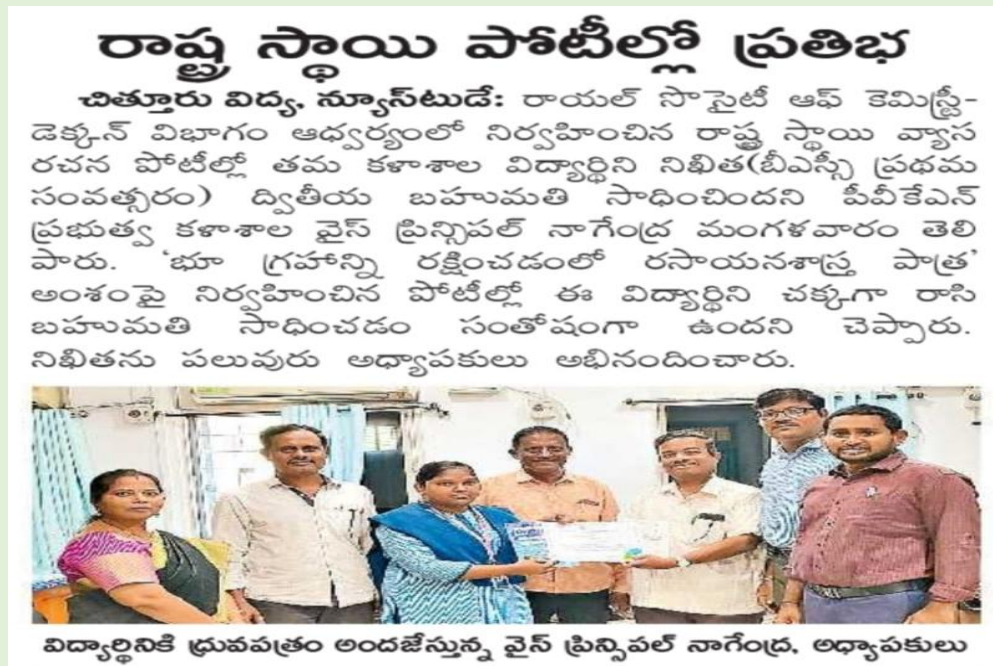 రాష్ట్ర స్థాయి పోటీల్లో ప్రతిభ
చిత్తూరు విద్య, న్యూస్‌టుడే: రాయల్ సొసైటీ ఆఫ్ కెమిస్ట్రీ-
డెక్కన్ విభాగం ఆధ్వర్యంలో నిర్వహించిన రాష్ట్ర స్థాయి వ్యాస
రచన పోటీల్లో తమ కళాశాల విద్యార్థిని నిఖిత(బీఎస్సీ ప్రథమ
సంవత్సరం) ద్వితీయ బహుమతి సాధించిందని పీవీకేఎన్
ప్రభుత్వ కళాశాల వైస్ ప్రిన్సిపల్ నాగేంద్ర మంగళవారం తెలి
పారు. 'భూ గ్రహాన్ని రక్షించడంలో రసాయనశాస్త్ర పాత్ర'
అంశంపై నిర్వహించిన పోటీల్లో ఈ విద్యార్థిని చక్కగా రాసి
బహుమతి సాధించడం సంతోషంగా ఉందని చెప్పారు.
నిఖితను పలువురు అధ్యాపకులు అభినందించారు.
విద్యార్థినికి ధ్రువపత్రం అందజేస్తున్న వైస్ ప్రిన్సిపల్ నాగేంద్ర, అధ్యాపకులు